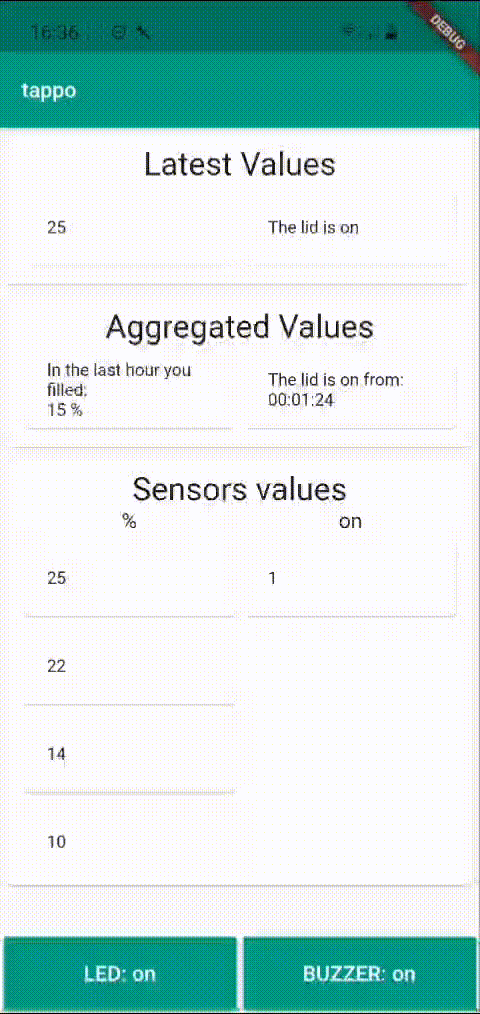 16:36
DEBUG
tappo
Latest Values
25
The lid is on
Aggregated Values
In the last hour you
filled:
15 %
The lid is on from:
00:01:24
Sensors values
%
on
25
1
22
14
10
LED: on
BUZZER: on